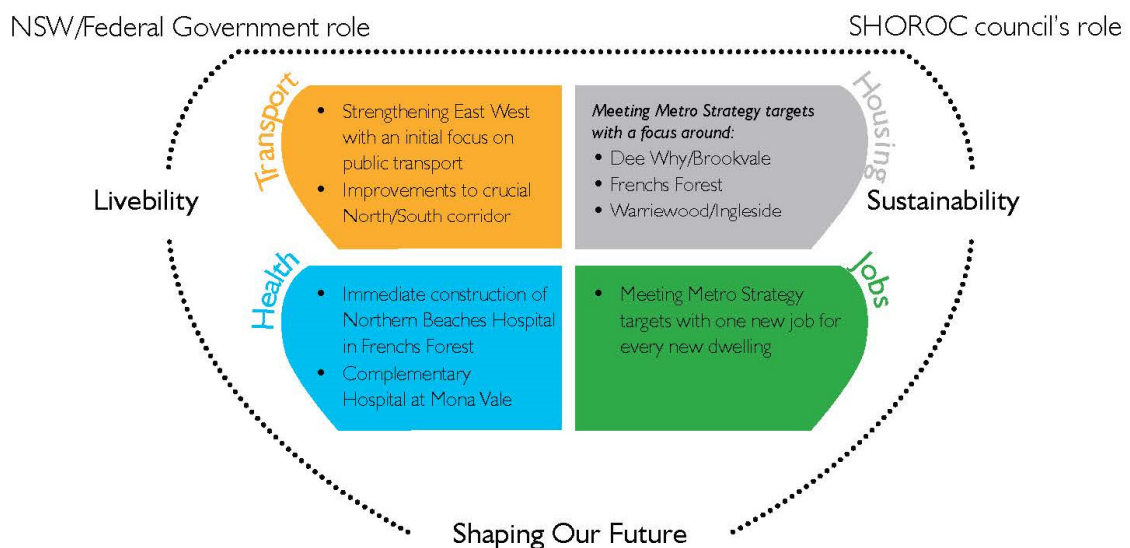 NSW/Federal Government role
SHOROC council's role
Transport
• Strengthening East West
with an initial focus on
public transport
• Improvements to crucial
North/South corridor
Meeting Metro Strategy targets
with a focus around:
• Dee Why/Brookvale
• Frenchs Forest
• Warriewood/Ingleside
Housing
Livebility
Sustainability
Health
• Immediate construction of
Northern Beaches Hospital
in Frenchs Forest
• Complementary
Hospital at Mona Vale
• Meeting Metro Strategy
targets with one new job for
every new dwelling
Jobs
Shaping Our Future